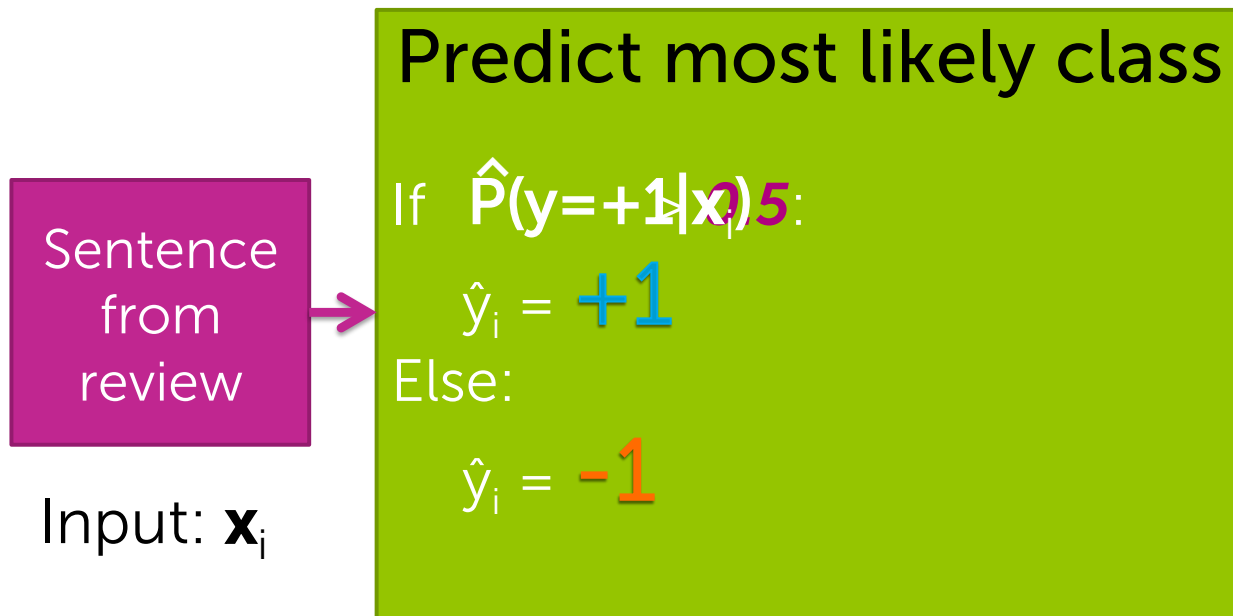 Predict most likely class
Sentence
from
review
Input: xᵢ
If P̂(y=+1|xᵢ) > 0.5:
ŷᵢ = +1
Else:
ŷᵢ = -1